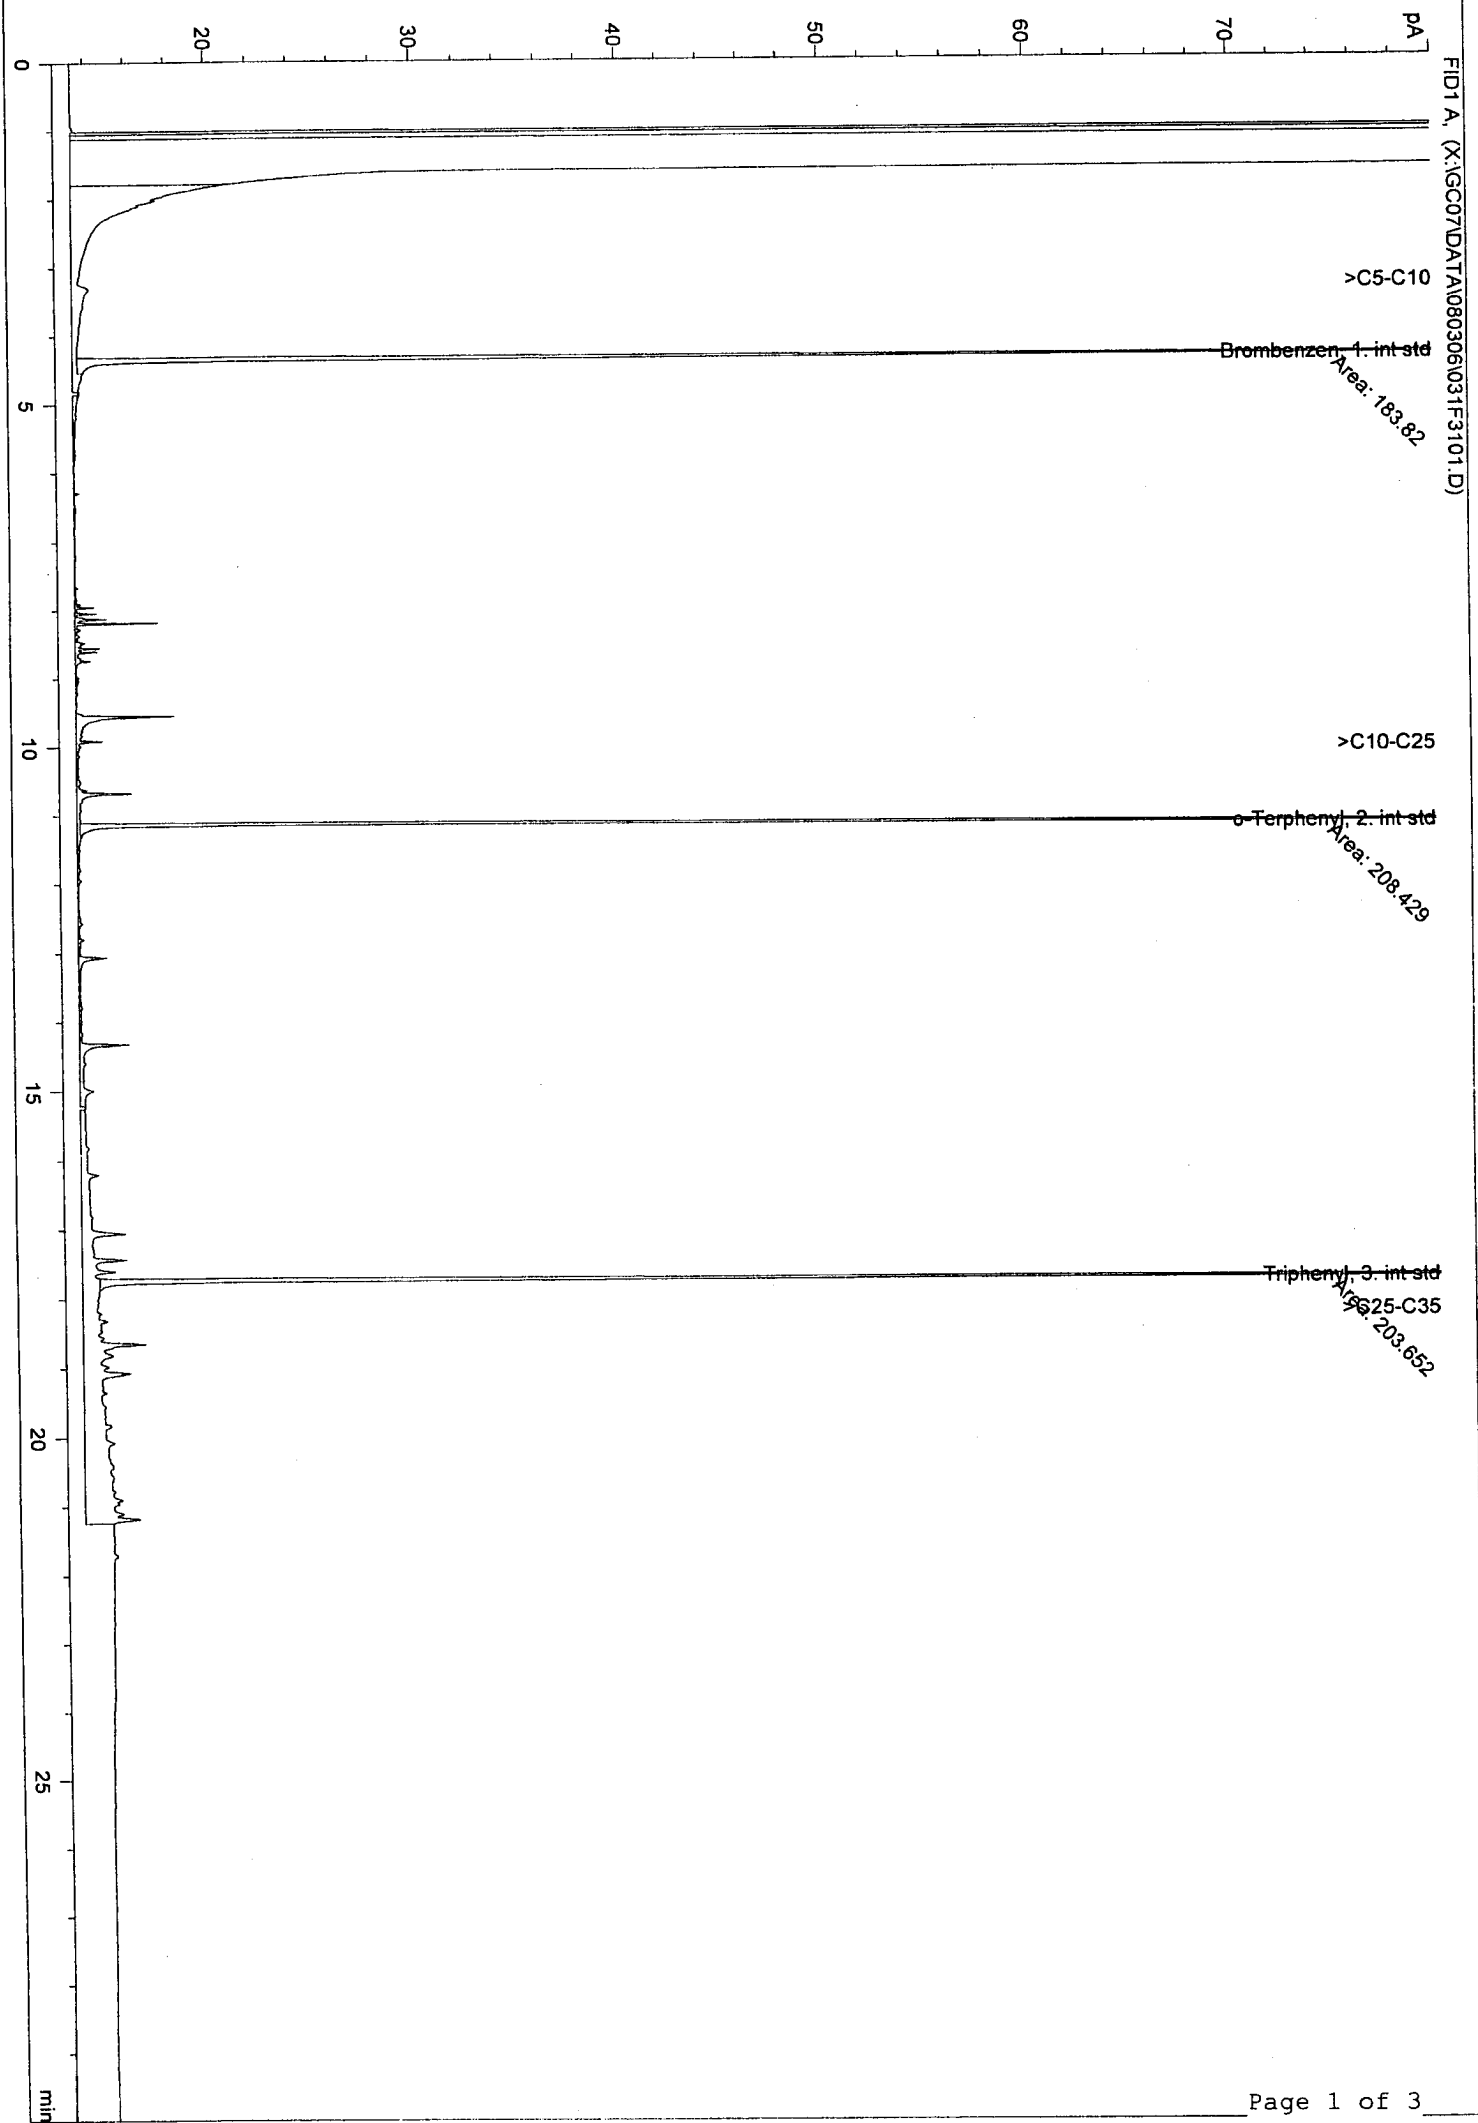 FID1 A, (X:\GC07\DATA\080306\031F3101.D)
pA
70
60
50
40
30
20
>C5-C10
Brombenzen, 1. int std
Area: 183.82
>C10-C25
o-Terphenyl, 2. int std
Area: 208.429
Triphenyl, 3. int std
Area: 203.652
>C25-C35
0
5
10
15
20
25
min
Page 1 of 3